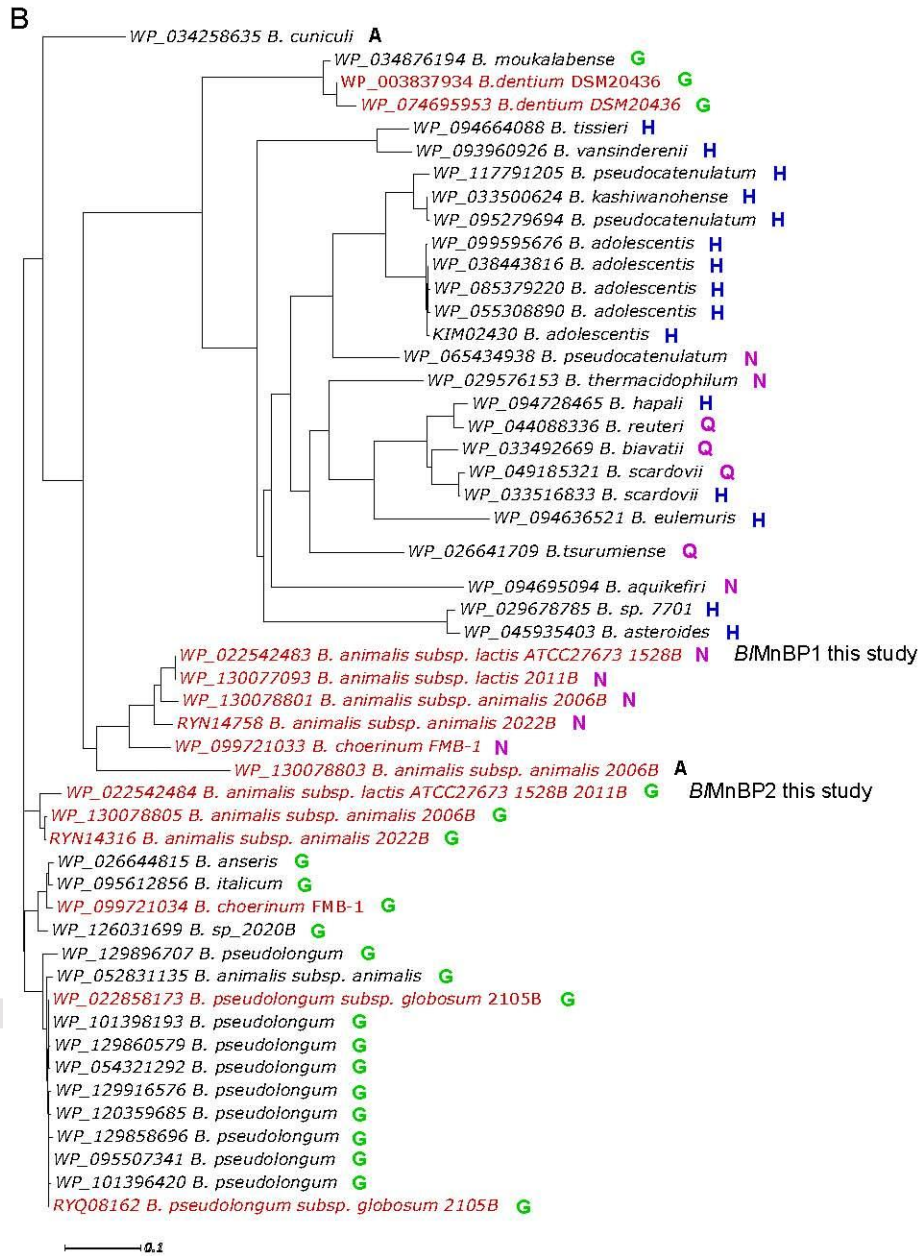 B
WP_034258635 B. cuniculi A
WP_034876194 B. moukalabense G
WP_003837934 B.dentium DSM20436 G
WP_074695953 B.dentium DSM20436 G
WP_094664088 B. tissieri H
WP_093960926 B. vansinderenii H
WP_117791205 B. pseudocatenulatum H
WP_033500624 B. kashiwanohense H
WP_095279694 B. pseudocatenulatum H
WP_099595676 B. adolescentis H
WP_038443816 B. adolescentis H
WP_085379220 B. adolescentis H
WP_055308890 B. adolescentis H
KIM02430 B. adolescentis H
WP_065434938 B. pseudocatenulatum N
WP_029576153 B. thermacidophilum N
WP_094728465 B. hapali H
WP_044088336 B. reuteri Q
WP_033492669 B. biavatii Q
WP_049185321 B. scardovii Q
WP_033516833 B. scardovii H
WP_094636521 B. eulemuris H
WP_026641709 B.tsurumiense Q
WP_094695094 B. aquikefiri N
WP_029678785 B. sp. 7701 H
WP_045935403 B. asteroides H
WP_022542483 B. animalis subsp. lactis ATCC27673 1528B N BlMnBP1 this study
WP_130077093 B. animalis subsp. lactis 2011B N
WP_130078801 B. animalis subsp. animalis 2006B N
RYN14758 B. animalis subsp. animalis 2022B N
WP_099721033 B. choerinum FMB-1 N
WP_130078803 B. animalis subsp. animalis 2006B A
WP_022542484 B. animalis subsp. lactis ATCC27673 1528B 2011B G BlMnBP2 this study
WP_130078805 B. animalis subsp. animalis 2006B G
RYN14316 B. animalis subsp. animalis 2022B G
WP_026644815 B. anseris G
WP_095612856 B. italicum G
WP_099721034 B. choerinum FMB-1 G
WP_126031699 B. sp_2020B G
WP_129896707 B. pseudolongum G
WP_052831135 B. animalis subsp. animalis G
WP_022858173 B. pseudolongum subsp. globosum 2105B G
WP_101398193 B. pseudolongum G
WP_129860579 B. pseudolongum G
WP_054321292 B. pseudolongum G
WP_129916576 B. pseudolongum G
WP_120359685 B. pseudolongum G
WP_129858696 B. pseudolongum G
WP_095507341 B. pseudolongum G
WP_101396420 B. pseudolongum G
RYQ08162 B. pseudolongum subsp. globosum 2105B G
0.1